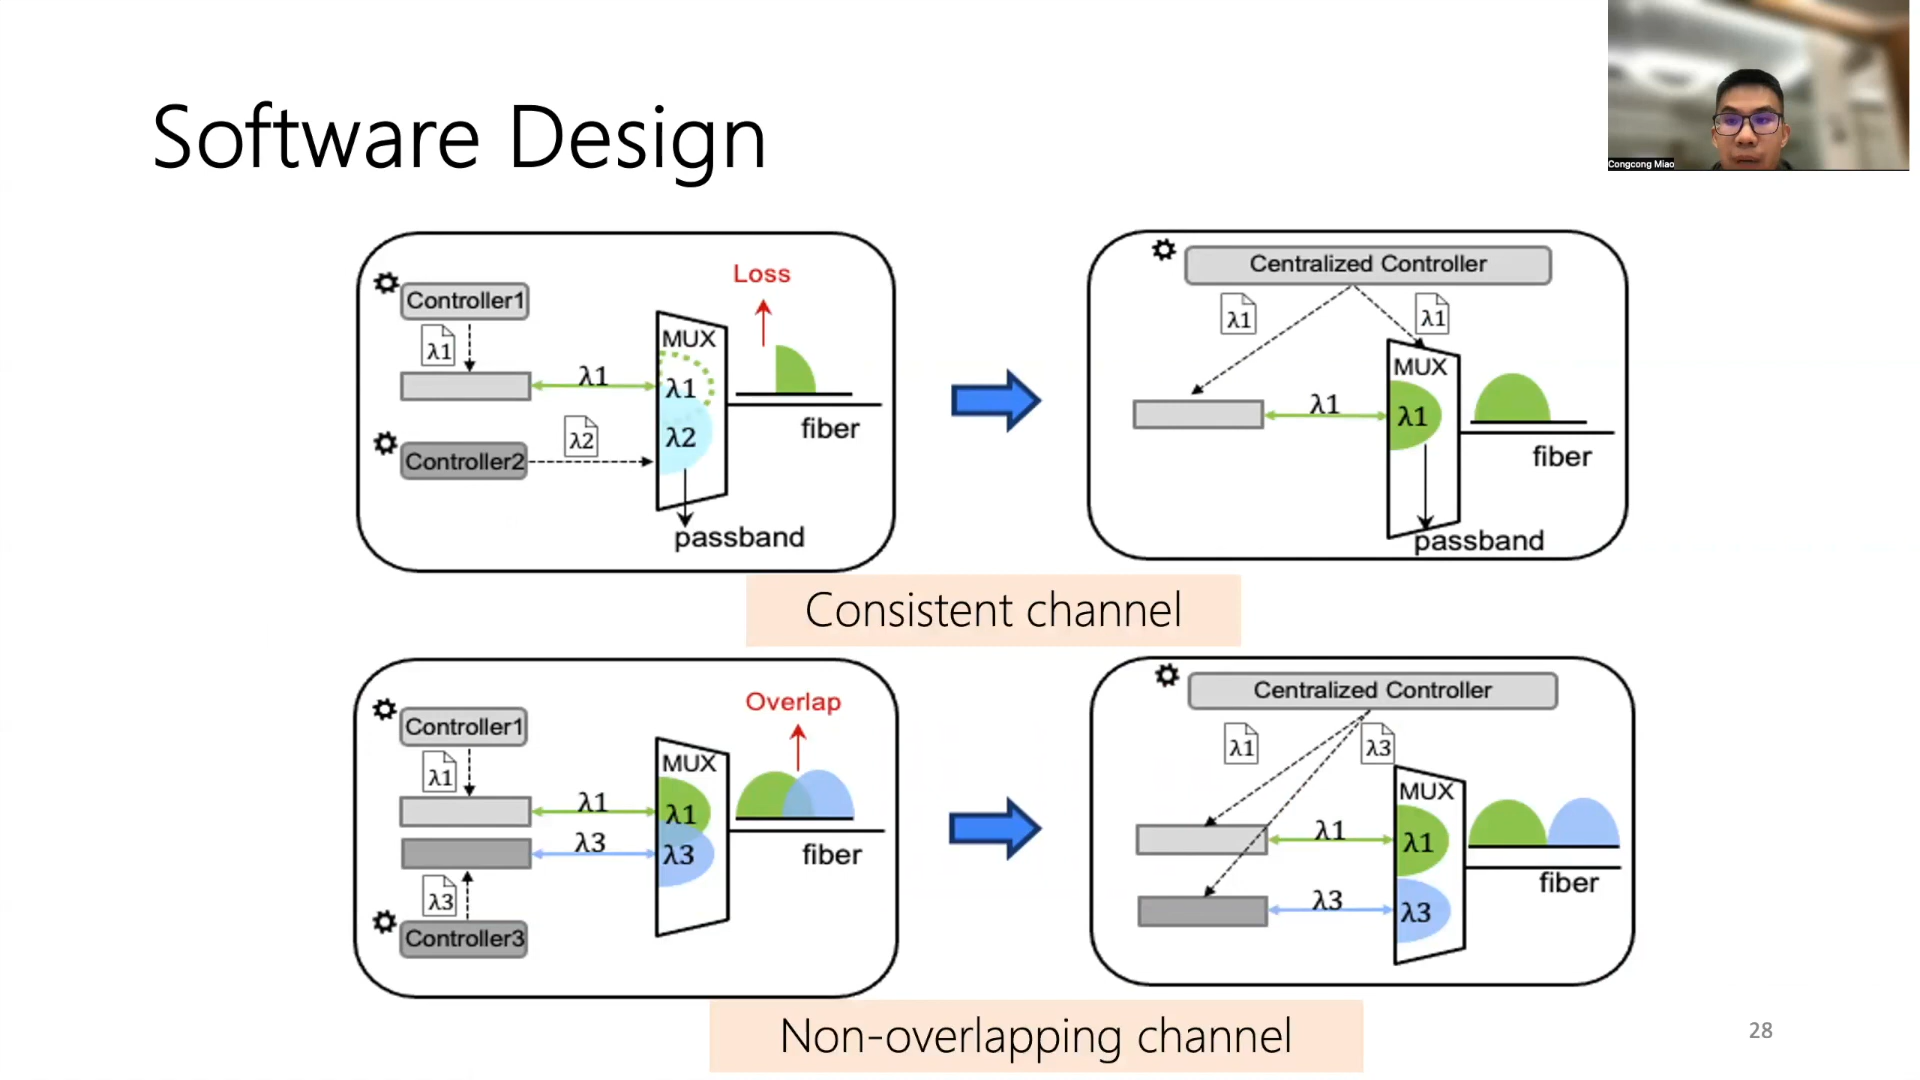 Congcong Miao
Software Design
Controller1
λ1
λ1
Controller2
λ2
MUX
λ1
λ2
Loss
fiber
passband
Centralized Controller
λ1
λ1
λ1
MUX
λ1
fiber
passband
Consistent channel
Controller1
λ1
λ1
λ3
λ3
Controller3
MUX
λ1
λ3
Overlap
fiber
Centralized Controller
λ1
λ3
λ1
λ3
MUX
λ1
λ3
fiber
Non-overlapping channel
28